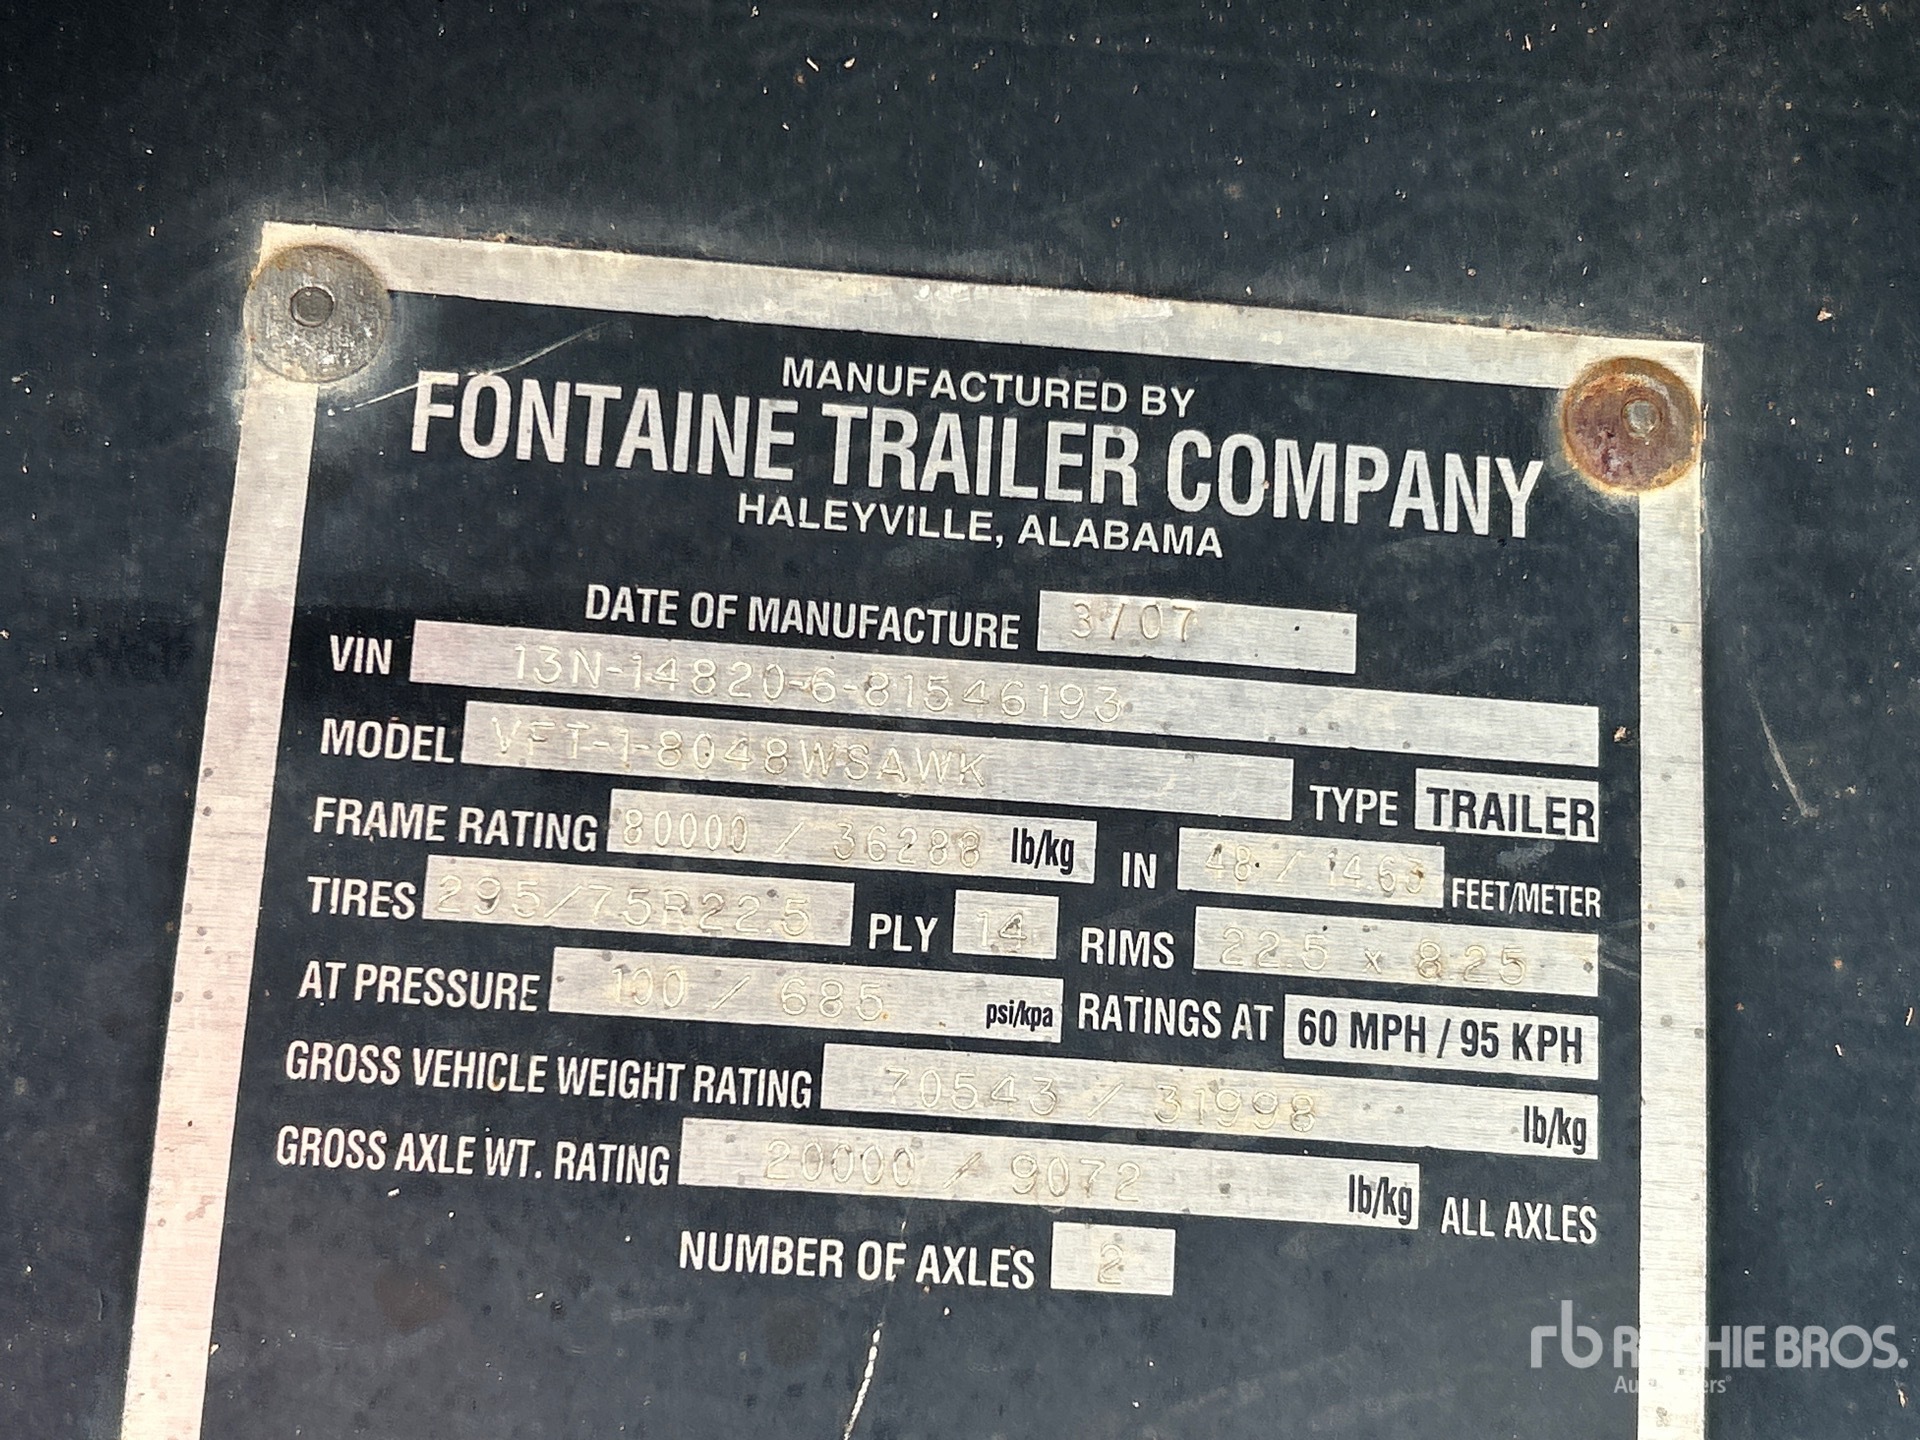 MANUFACTURED BY
FONTAINE TRAILER COMPANY
HALEYVILLE, ALABAMA
DATE OF MANUFACTURE 3/07
VIN 13N-14820-6-81546193
MODEL VFT-1-8048WSAWK TYPE TRAILER
FRAME RATING 80000 / 36288 lb/kg IN 48 / 14.63 FEET/METER
TIRES 295/75R22.5 PLY 14 RIMS 22.5 x 8.25
AT PRESSURE 100 / 685 psi/kpa RATINGS AT 60 MPH / 95 KPH
GROSS VEHICLE WEIGHT RATING 70543 / 31998 lb/kg
GROSS AXLE WT. RATING 20000 / 9072 lb/kg ALL AXLES
NUMBER OF AXLES 2
rb RITCHIE BROS.
Auctioneers